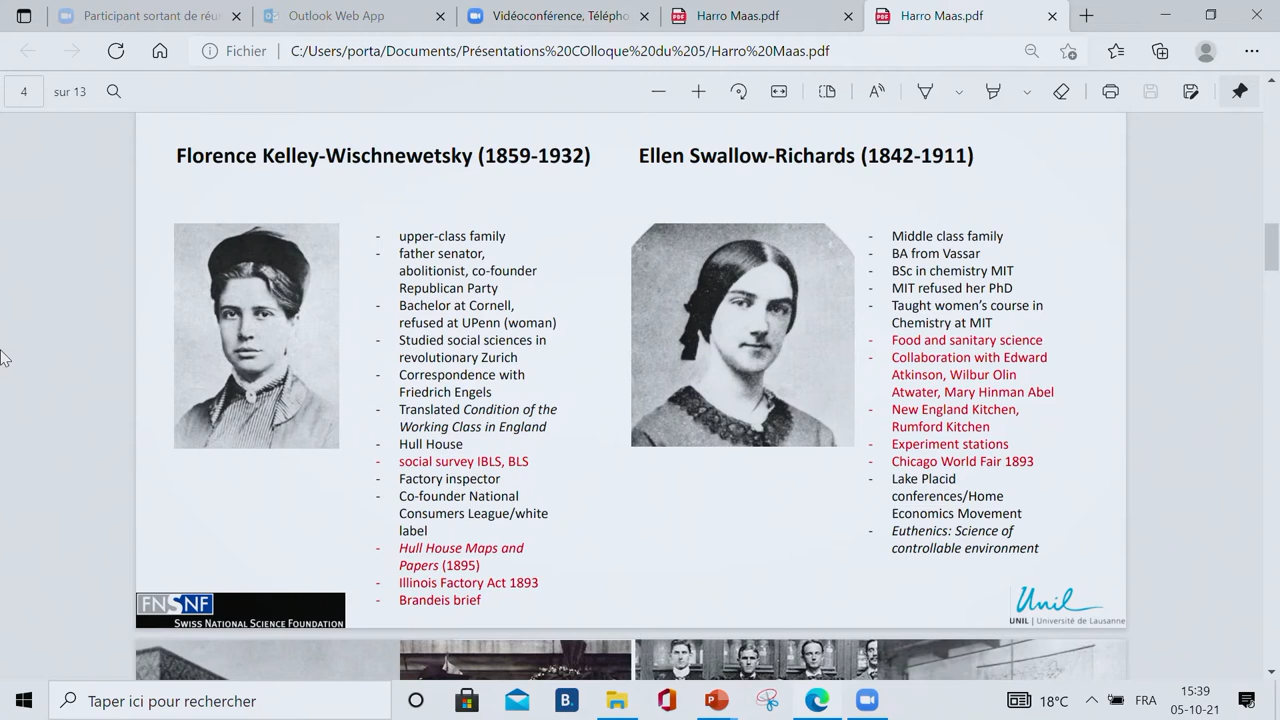 Participant sortant de réu
Outlook Web App
Vidéoconférence, Télépho
Harro Maas.pdf
Harro Maas.pdf
Fichier
C:/Users/porta/Documents/Présentations%20COlloque%20du%205/Harro%20Maas.pdf
4
sur 13
Florence Kelley-Wischnewetsky (1859-1932)
- upper-class family
- father senator,
abolitionist, co-founder
Republican Party
- Bachelor at Cornell,
refused at UPenn (woman)
- Studied social sciences in
revolutionary Zurich
- Correspondence with
Friedrich Engels
- Translated Condition of the
Working Class in England
- Hull House
- social survey IBLS, BLS
- Factory inspector
- Co-founder National
Consumers League/white
label
- Hull House Maps and
Papers (1895)
- Illinois Factory Act 1893
- Brandeis brief
Ellen Swallow-Richards (1842-1911)
- Middle class family
- BA from Vassar
- BSc in chemistry MIT
- MIT refused her PhD
- Taught women's course in
Chemistry at MIT
- Food and sanitary science
- Collaboration with Edward
Atkinson, Wilbur Olin
Atwater, Mary Hinman Abel
- New England Kitchen,
Rumford Kitchen
- Experiment stations
- Chicago World Fair 1893
- Lake Placid
conferences/Home
Economics Movement
- Euthenics: Science of
controllable environment
FNSNF
SWISS NATIONAL SCIENCE FOUNDATION
Unil
UNIL | Université de Lausanne
Taper ici pour rechercher
18°C
FRA
15:39
05-10-21